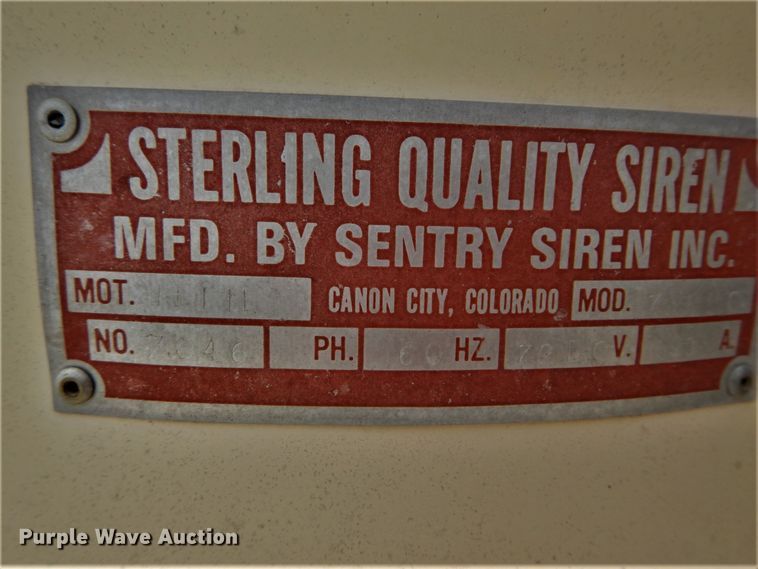 STERLING QUALITY SIREN
MFD. BY SENTRY SIREN INC.
MOT. CANON CITY, COLORADO MOD.
NO. PH. 60 HZ. V. A.
Purple Wave Auction